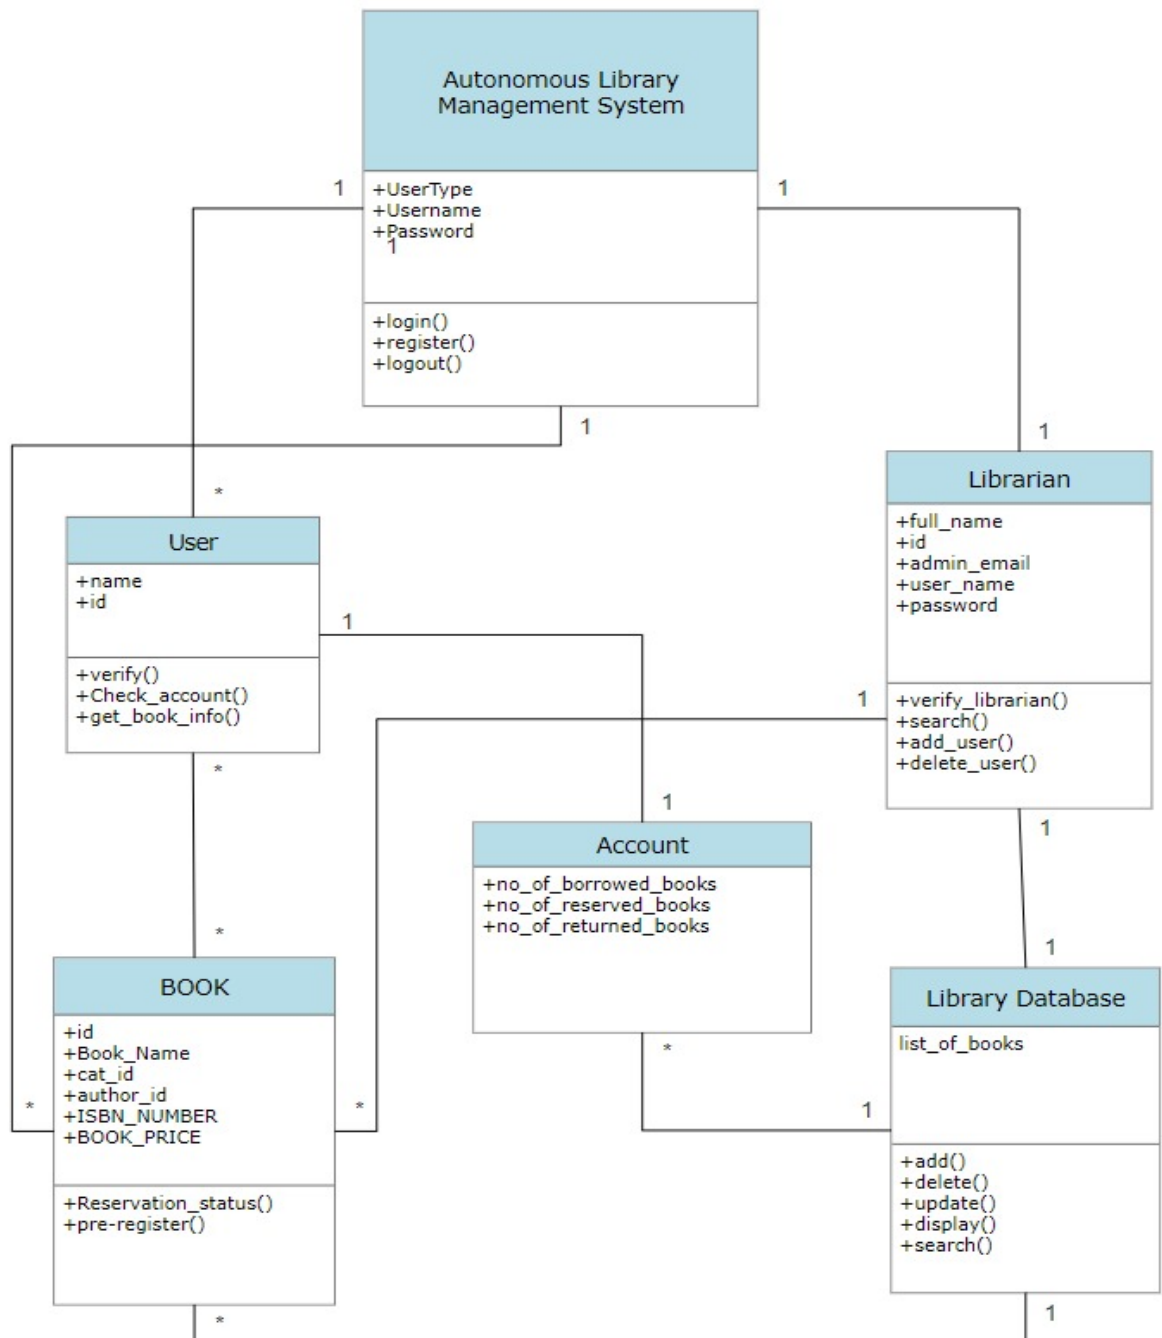 Autonomous Library
Management System
1
+UserType
1
+Username
+Password
1
+login()
+register()
+logout()
1
1
Librarian
*
+full_name
+id
+admin_email
+user_name
+password
User
+name
+id
1
+verify()
+Check_account()
+get_book_info()
1
+verify_librarian()
+search()
+add_user()
+delete_user()
*
1
1
Account
+no_of_borrowed_books
+no_of_reserved_books
+no_of_returned_books
*
1
BOOK
Library Database
+id
+Book_Name
+cat_id
+author_id
+ISBN_NUMBER
+BOOK_PRICE
list_of_books
*
*
*
1
+Reservation_status()
+pre-register()
+add()
+delete()
+update()
+display()
+search()
*
1